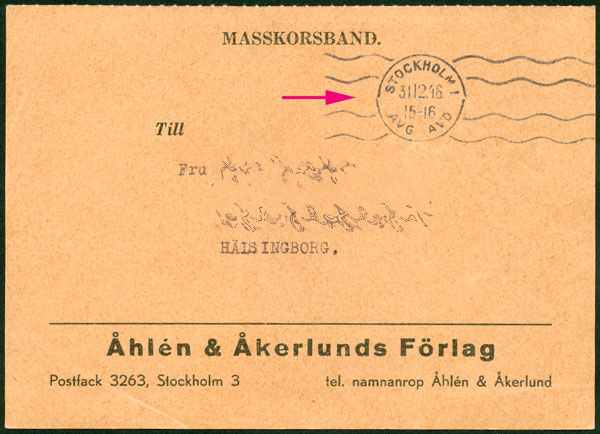 MASSKORSBAND.
STOCKHOLM 1
31.12.46.
15-16
AVG AVD
Till
Fru
HÄLSINGBORG.
Åhlén & Åkerlunds Förlag
Postfack 3263, Stockholm 3 tel. namnanrop Åhlén & Åkerlund